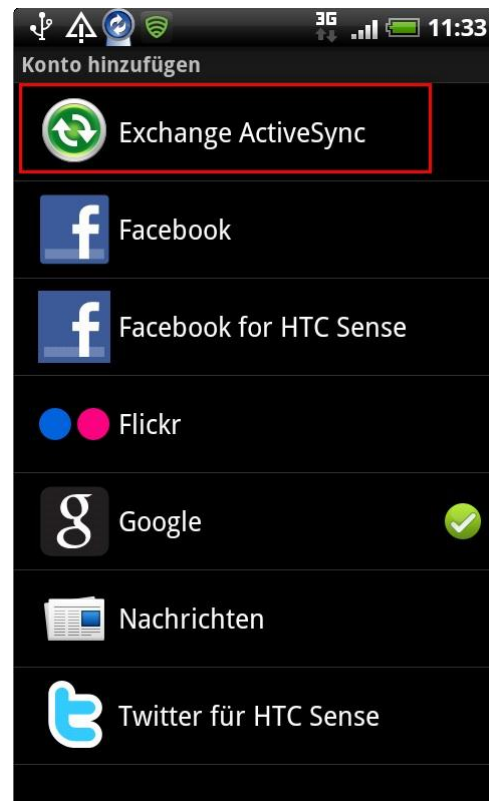 3G 11:33
Konto hinzufügen
Exchange ActiveSync
Facebook
Facebook for HTC Sense
Flickr
Google
Nachrichten
Twitter für HTC Sense